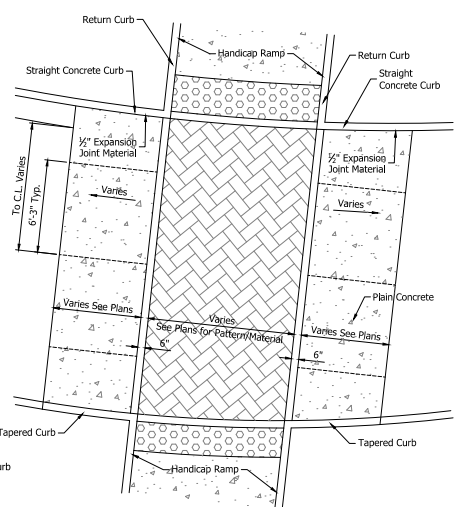 Return Curb
Handicap Ramp
Return Curb
Straight Concrete Curb
Straight
Concrete Curb
½" Expansion
Joint Material
½" Expansion
Joint Material
To C.L. Varies
6'-3" Typ.
Varies
Varies
Plain Concrete
Varies See Plans
Varies
See Plans for Pattern/Material
Varies See Plans
6"
6"
Tapered Curb
Tapered Curb
urb
Handicap Ramp